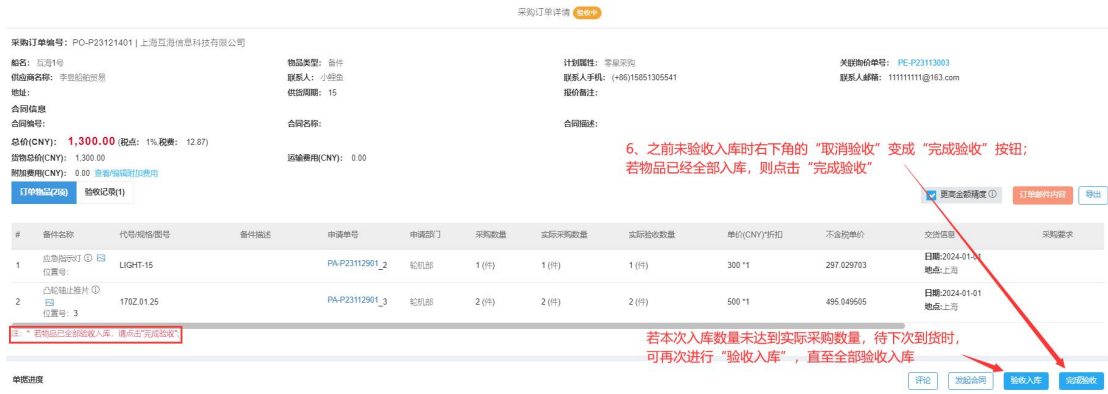 采购订单详情 验收中
采购订单编号: PO-P23121401 | 上海互海信息科技有限公司
船名: 互海1号 物品类型: 备件 计划属性: 零星采购 关联询价单号: PE-P23113003
供应商名称: 李昱船舶贸易 联系人: 小鲤鱼 联系人手机: (+86)15851305541 联系人邮箱: 111111111@163.com
地址: 供货周期: 15 报价备注:
合同信息
合同编号: 合同名称: 合同描述:
总价(CNY): 1,300.00 (税点: 1%,税费: 12.87)
货物总价(CNY): 1,300.00 运输费用(CNY): 0.00
附加费用(CNY): 0.00 查看/编辑附加费用
6、之前未验收入库时右下角的“取消验收”变成“完成验收”按钮;
若物品已经全部入库,则点击“完成验收”
订单物品(2项) 验收记录(1) 更高金额精度 订单邮件内容 导出
# 备件名称 代号/规格/图号 备件描述 申请单号 申请部门 采购数量 实际采购数量 实际验收数量 单价(CNY)*折扣 不含税单价 交货信息 采购要求
1 应急指示灯 位置号: LIGHT-15 PA-P23112901_2 轮机部 1 (件) 1 (件) 1 (件) 300 *1 297.029703 日期:2024-01-01 地点:上海
2 凸轮轴止推片 位置号: 3 170Z.01.25 PA-P23112901_3 轮机部 2 (件) 2 (件) 2 (件) 500 *1 495.049505 日期:2024-01-01 地点:上海
注: * 若物品已全部验收入库, 请点击"完成验收";
若本次入库数量未达到实际采购数量,待下次到货时,
可再次进行“验收入库”,直至全部验收入库
单据进度 评论 发起合同 验收入库 完成验收